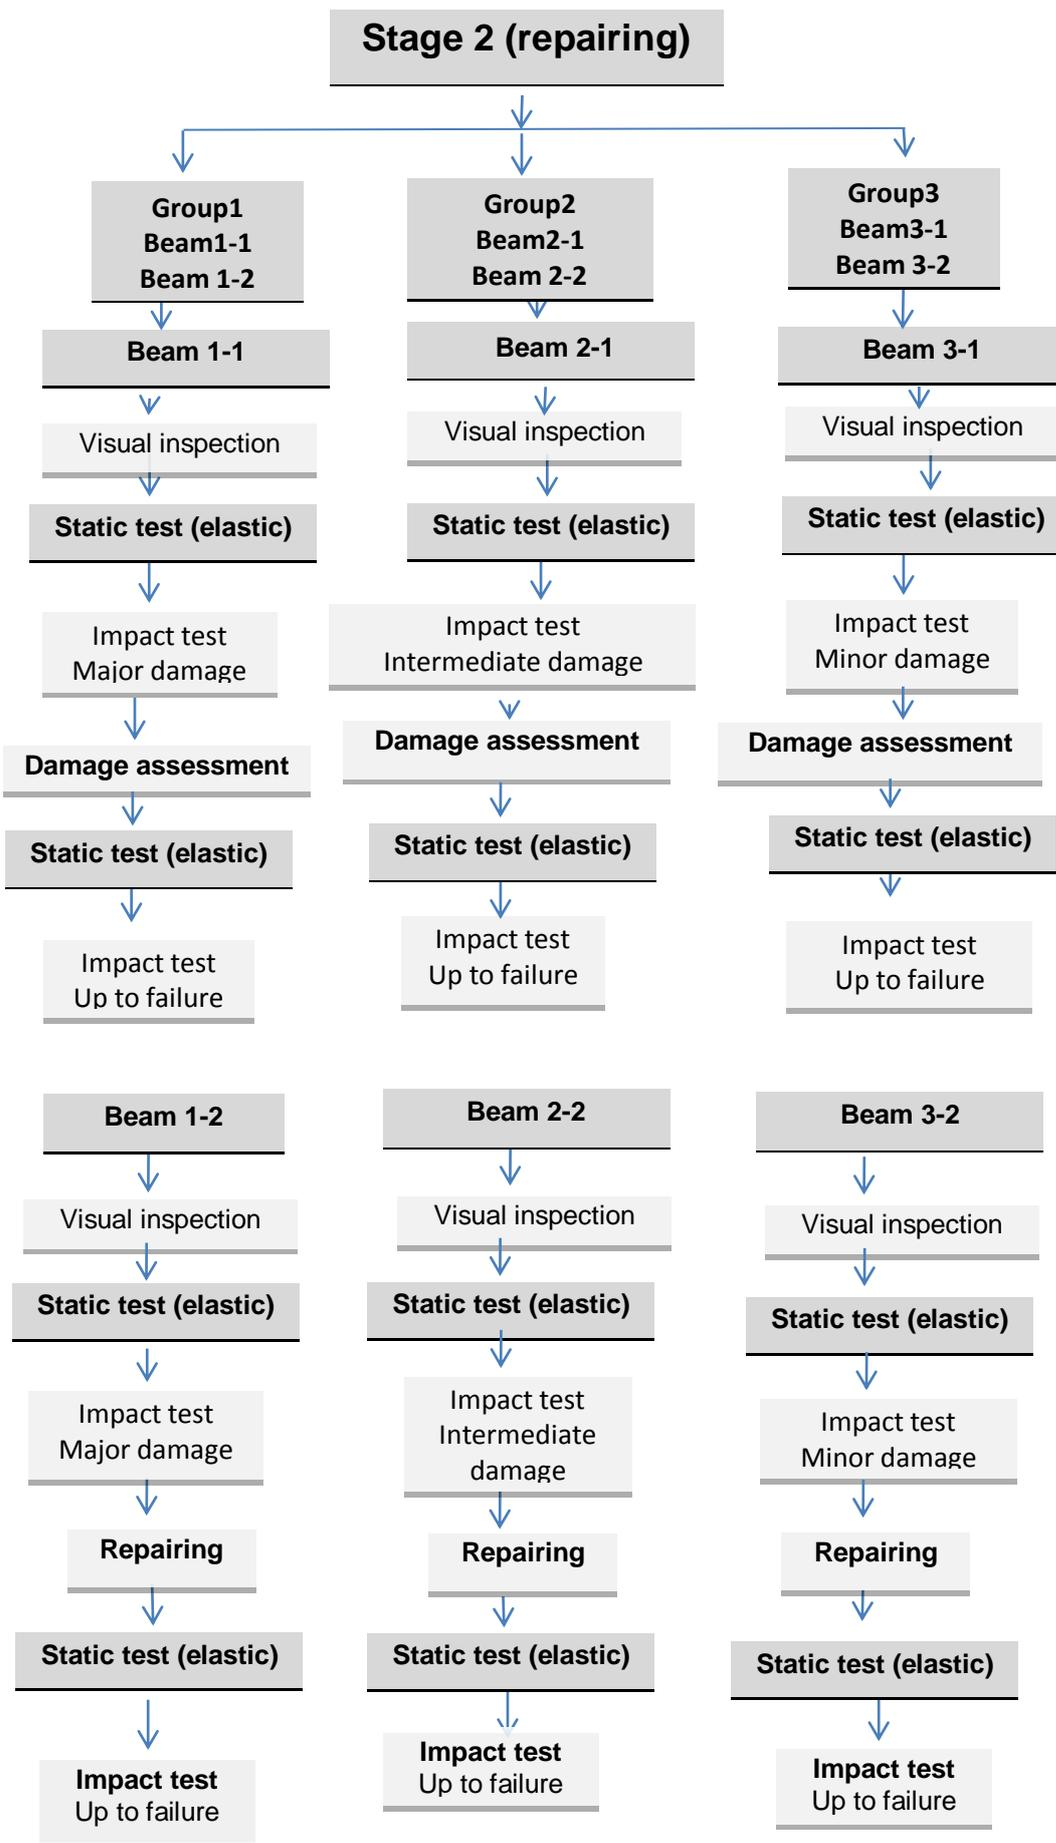 Stage 2 (repairing)
Group1
Beam1-1
Beam 1-2
Group2
Beam2-1
Beam 2-2
Group3
Beam3-1
Beam 3-2
Beam 1-1
Visual inspection
Static test (elastic)
Impact test
Major damage
Damage assessment
Static test (elastic)
Impact test
Up to failure
Beam 2-1
Visual inspection
Static test (elastic)
Impact test
Intermediate damage
Damage assessment
Static test (elastic)
Impact test
Up to failure
Beam 3-1
Visual inspection
Static test (elastic)
Impact test
Minor damage
Damage assessment
Static test (elastic)
Impact test
Up to failure
Beam 1-2
Visual inspection
Static test (elastic)
Impact test
Major damage
Repairing
Static test (elastic)
Impact test
Up to failure
Beam 2-2
Visual inspection
Static test (elastic)
Impact test
Intermediate
damage
Repairing
Static test (elastic)
Impact test
Up to failure
Beam 3-2
Visual inspection
Static test (elastic)
Impact test
Minor damage
Repairing
Static test (elastic)
Impact test
Up to failure